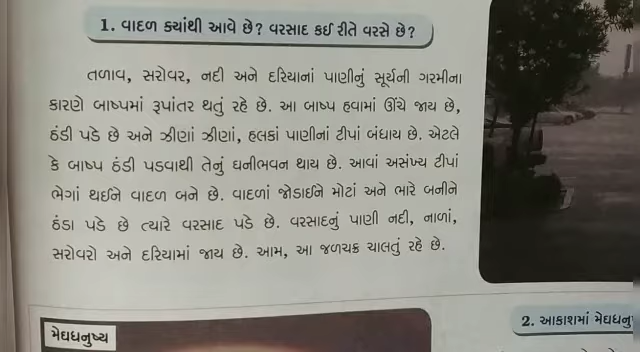 1. વાદળ ક્યાંથી આવે છે? વરસાદ કઈ રીતે વરસે છે?
તળાવ, સરોવર, નદી અને દરિયાનાં પાણીનું સૂર્યની ગરમીના
કારણે બાષ્પમાં રૂપાંતર થતું રહે છે. આ બાષ્પ હવામાં ઊંચે જાય છે,
ઠંડી પડે છે અને ઝીણાં ઝીણાં, હલકાં પાણીનાં ટીપાં બંધાય છે. એટલે
કે બાષ્પ ઠંડી પડવાથી તેનું ઘનીભવન થાય છે. આવાં અસંખ્ય ટીપાં
ભેગાં થઈને વાદળ બને છે. વાદળાં જોડાઈને મોટાં અને ભારે બનીને
ઠંડા પડે છે ત્યારે વરસાદ પડે છે. વરસાદનું પાણી નદી, નાળાં,
સરોવરો અને દરિયામાં જાય છે. આમ, આ જળચક્ર ચાલતું રહે છે.
મેઘધનુષ્ય
2. આકાશમાં